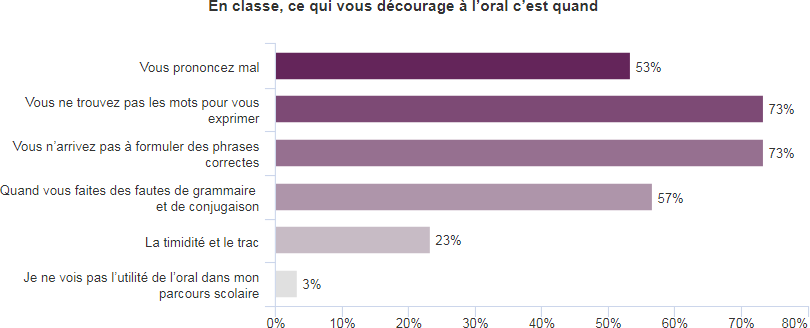 En classe, ce qui vous décourage à l'oral c'est quand
Vous prononcez mal
53%
Vous ne trouvez pas les mots pour vous
exprimer
73%
Vous n'arrivez pas à formuler des phrases
correctes
73%
Quand vous faites des fautes de grammaire
et de conjugaison
57%
La timidité et le trac
23%
Je ne vois pas l'utilité de l'oral dans mon
parcours scolaire
3%
0% 10% 20% 30% 40% 50% 60% 70% 80%